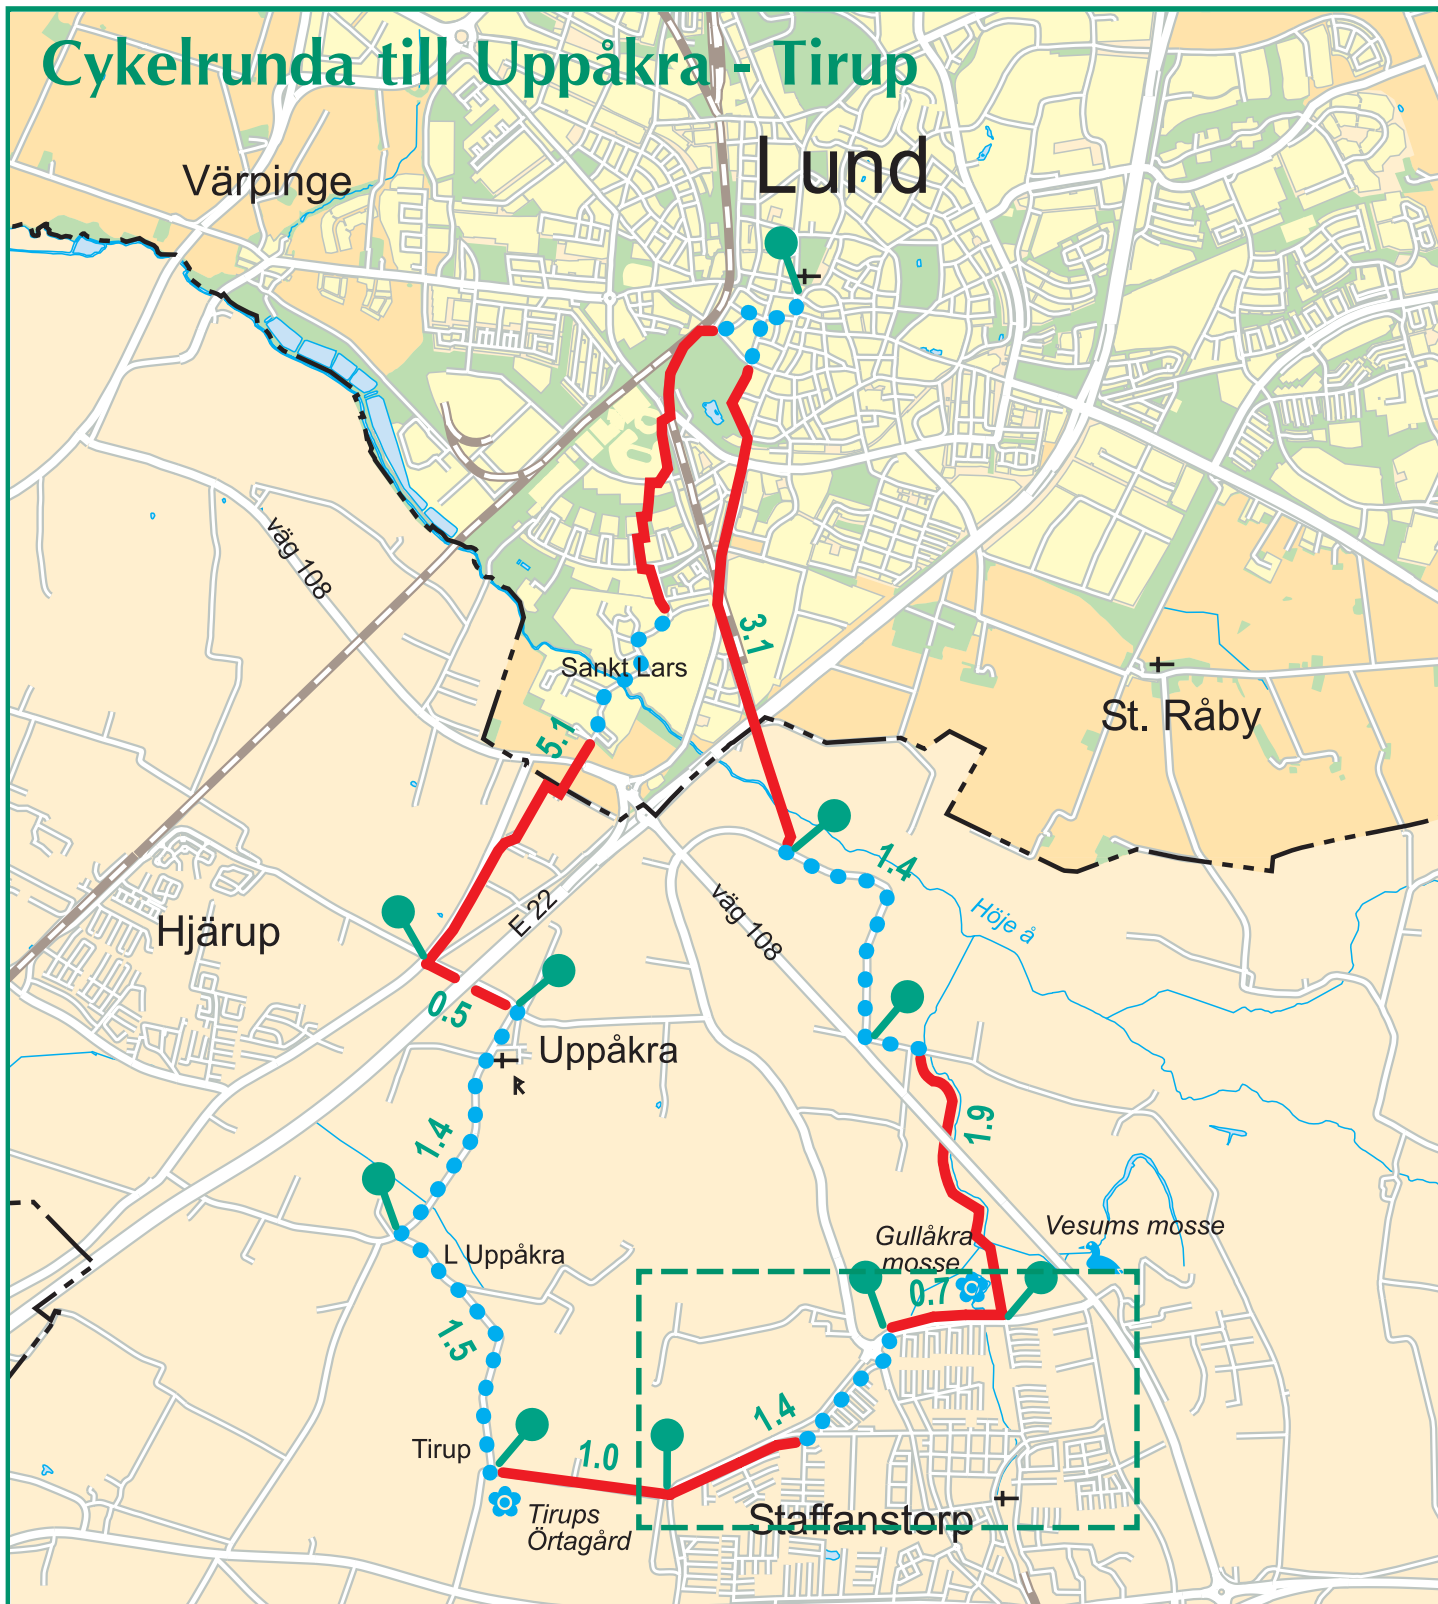 Cykelrunda till Uppåkra - Tirup
Lund
Värpinge
väg 108
3.1
Sankt Lars
St. Råby
5.1
1.4
väg 108
E 22
Höje å
Hjärup
0.5
Uppåkra
1.4
1.9
Vesums mosse
Gullåkra
mosse
L Uppåkra
0.7
1.5
1.4
Tirup
1.0
Tirups
Örtagård
Staffanstorp